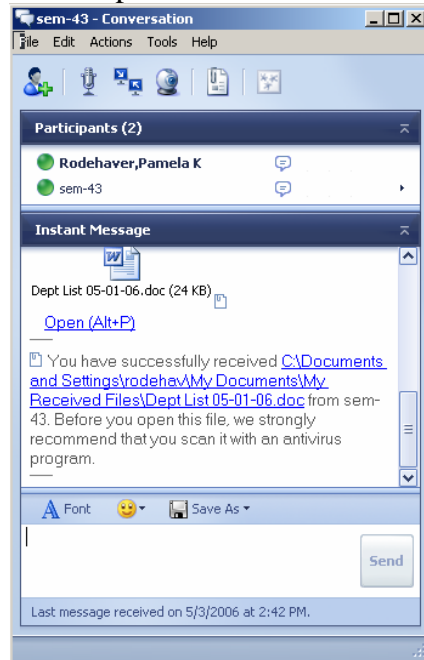 sem-43 - Conversation
File Edit Actions Tools Help
Participants (2)
Rodehaver,Pamela K
sem-43
Instant Message
Dept List 05-01-06.doc (24 KB)
Open (Alt+P)
You have successfully received C:\Documents
and Settings\rodehav\My Documents\My
Received Files\Dept List 05-01-06.doc from sem-
43. Before you open this file, we strongly
recommend that you scan it with an antivirus
program.
Font Save As
Send
Last message received on 5/3/2006 at 2:42 PM.